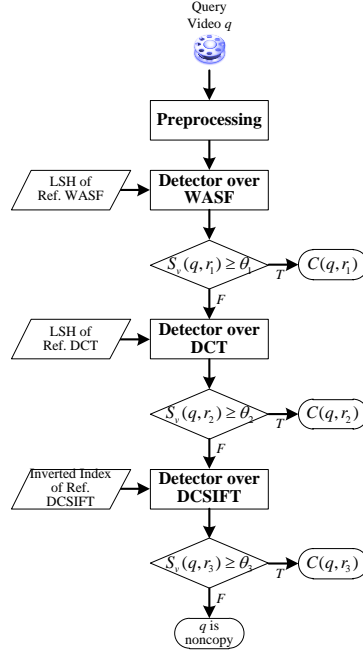 Query
Video q
Preprocessing
LSH of
Ref. WASF
Detector over
WASF
S_v(q,r_1) ≥ θ_1
T
C(q,r_1)
F
LSH of
Ref. DCT
Detector over
DCT
S_v(q,r_2) ≥ θ_2
T
C(q,r_2)
F
Inverted Index
of Ref.
DCSIFT
Detector over
DCSIFT
S_v(q,r_3) ≥ θ_3
T
C(q,r_3)
F
q is
noncopy